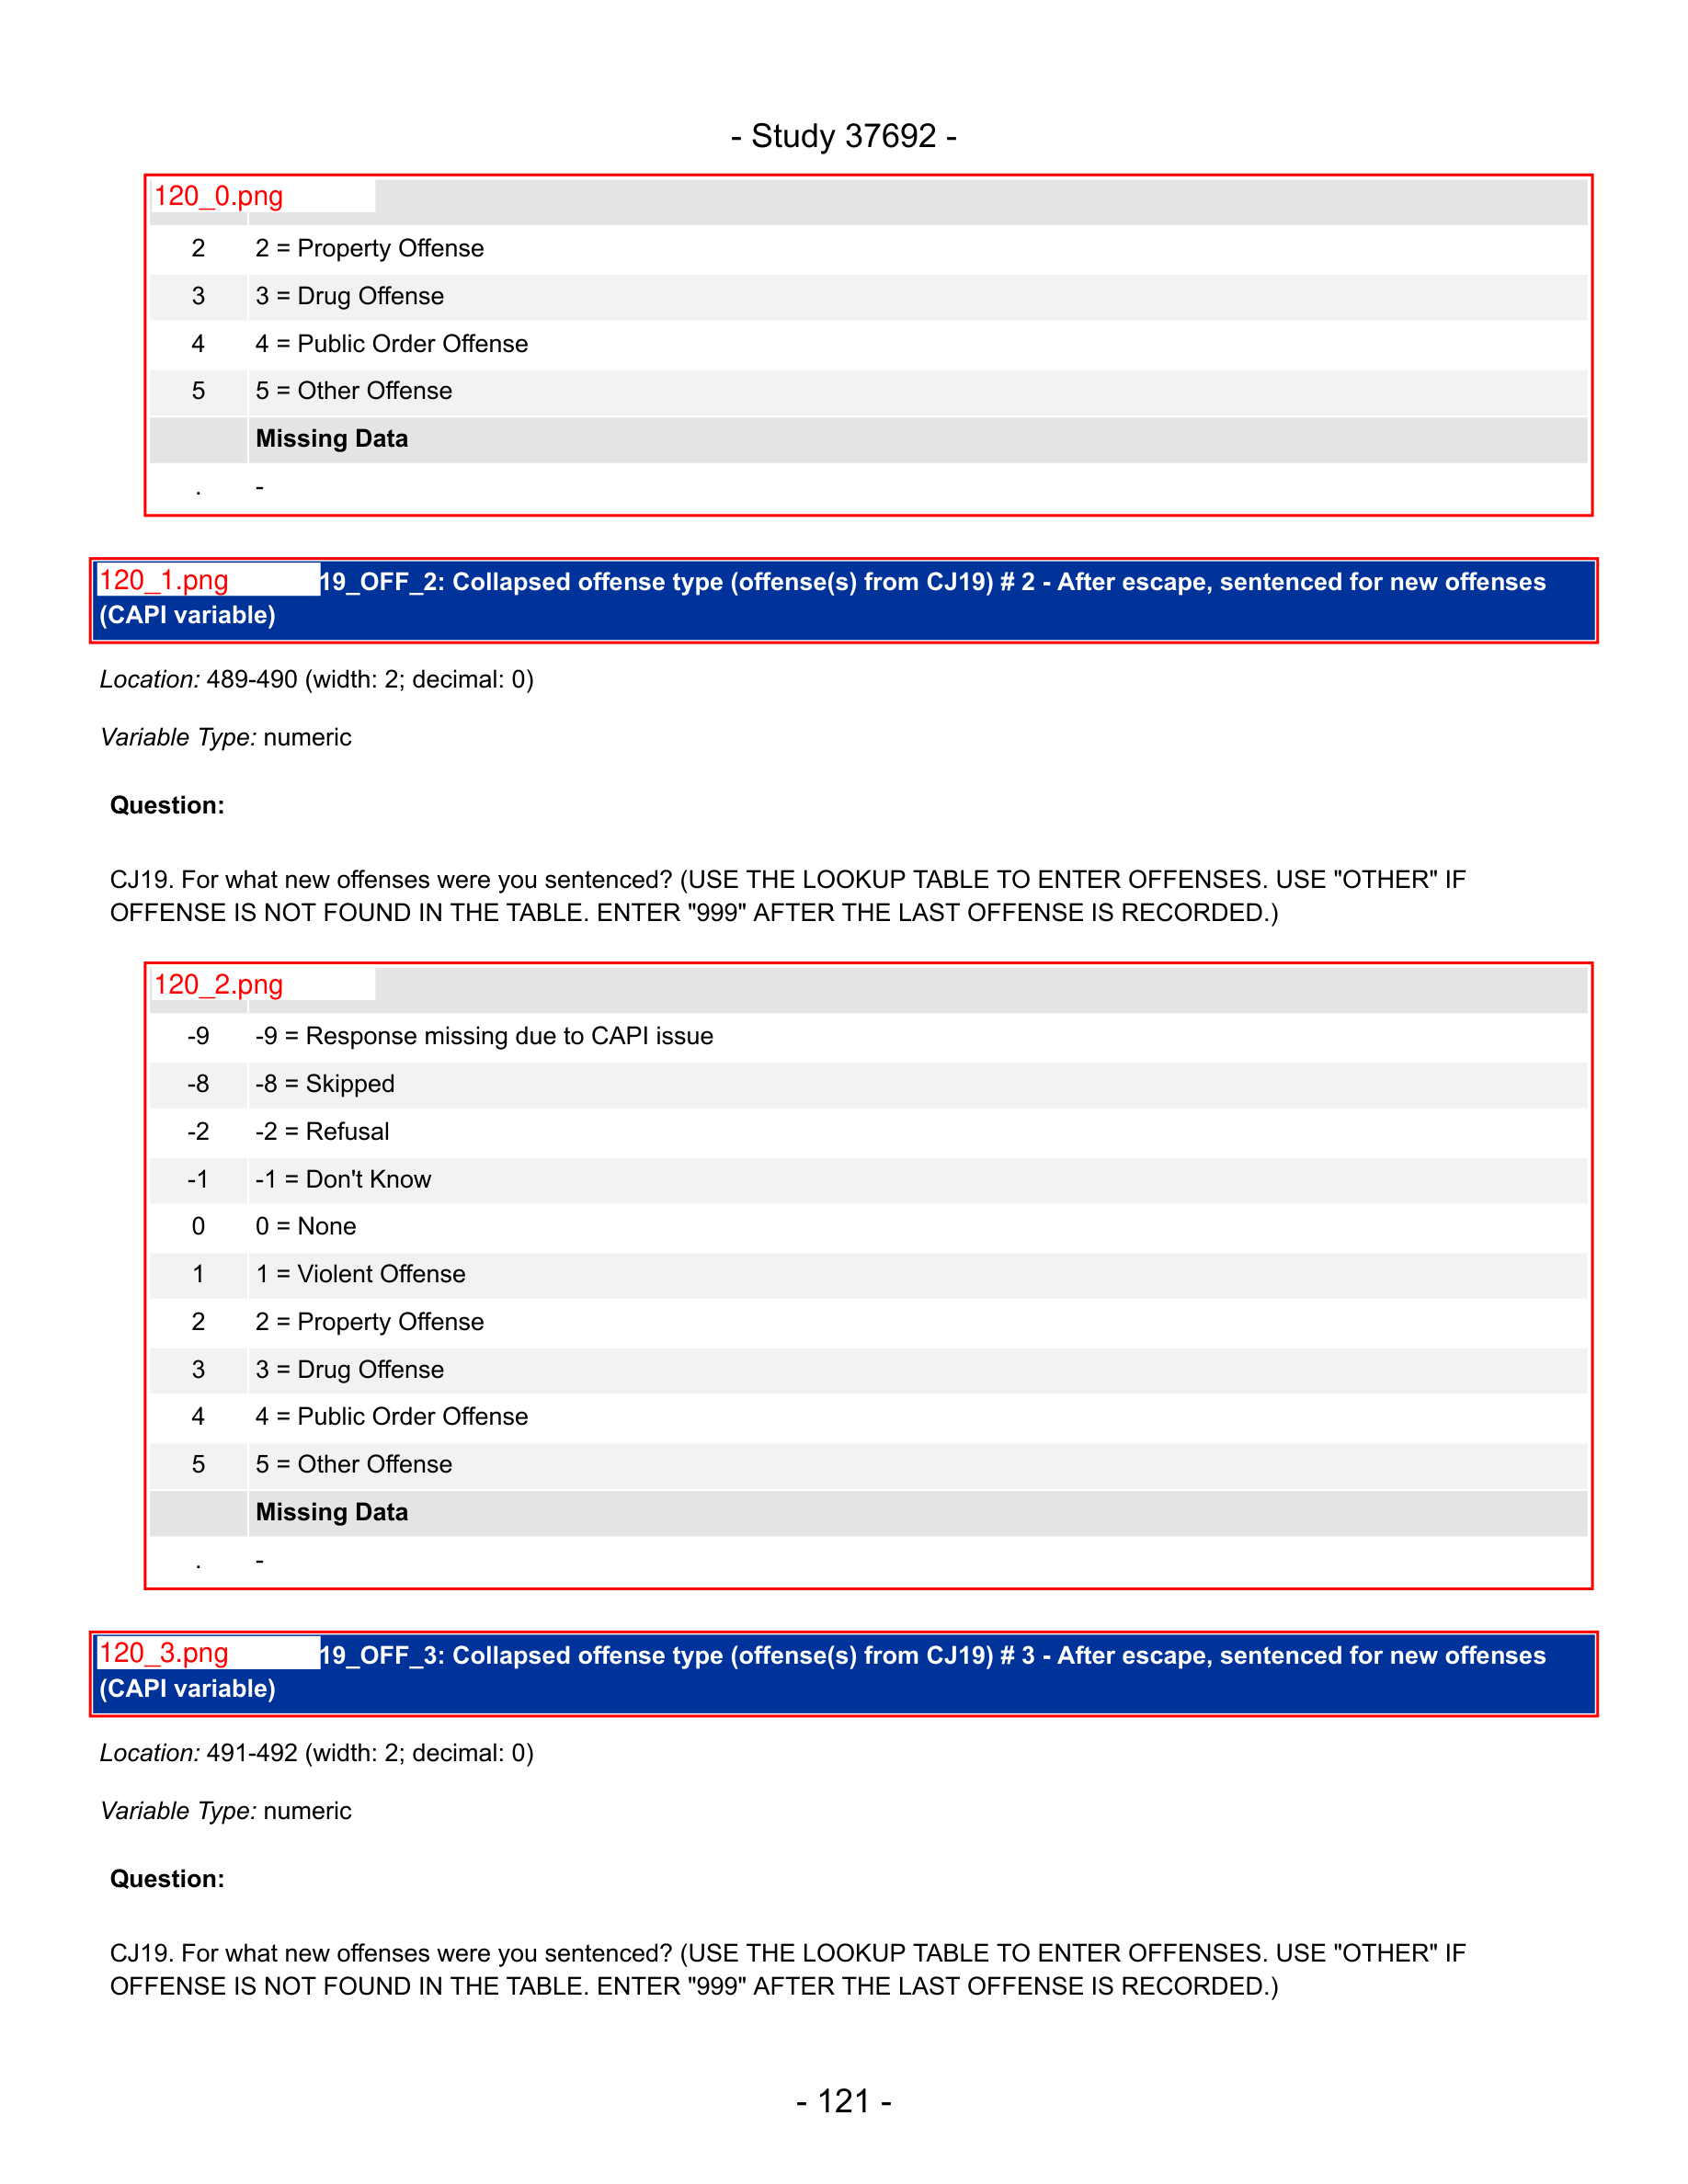 - Study 37692 -
120_0.png
2 2 = Property Offense
3 3 = Drug Offense
4 4 = Public Order Offense
5 5 = Other Offense
Missing Data
. -
120_1.png 19_OFF_2: Collapsed offense type (offense(s) from CJ19) # 2 - After escape, sentenced for new offenses
(CAPI variable)
Location: 489-490 (width: 2; decimal: 0)
Variable Type: numeric
Question:
CJ19. For what new offenses were you sentenced? (USE THE LOOKUP TABLE TO ENTER OFFENSES. USE "OTHER" IF
OFFENSE IS NOT FOUND IN THE TABLE. ENTER "999" AFTER THE LAST OFFENSE IS RECORDED.)
120_2.png
-9 -9 = Response missing due to CAPI issue
-8 -8 = Skipped
-2 -2 = Refusal
-1 -1 = Don't Know
0 0 = None
1 1 = Violent Offense
2 2 = Property Offense
3 3 = Drug Offense
4 4 = Public Order Offense
5 5 = Other Offense
Missing Data
. -
120_3.png 19_OFF_3: Collapsed offense type (offense(s) from CJ19) # 3 - After escape, sentenced for new offenses
(CAPI variable)
Location: 491-492 (width: 2; decimal: 0)
Variable Type: numeric
Question:
CJ19. For what new offenses were you sentenced? (USE THE LOOKUP TABLE TO ENTER OFFENSES. USE "OTHER" IF
OFFENSE IS NOT FOUND IN THE TABLE. ENTER "999" AFTER THE LAST OFFENSE IS RECORDED.)
- 121 -